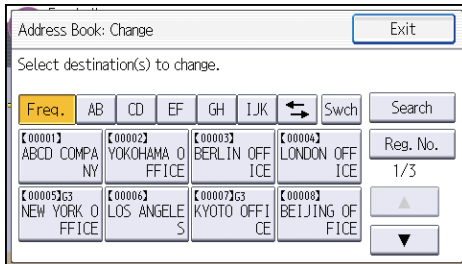 Address Book: Change
Exit
Select destination(s) to change.
Freq.
AB
CD
EF
GH
IJK
Swch
Search
【00001】
ABCD COMPA
NY
【00002】
YOKOHAMA O
FFICE
【00003】
BERLIN OFF
ICE
【00004】
LONDON OFF
ICE
Reg. No.
1/3
【00005】G3
NEW YORK O
FFICE
【00006】
LOS ANGELE
S
【00007】G3
KYOTO OFFI
CE
【00008】
BEIJING OF
FICE
▲
▼